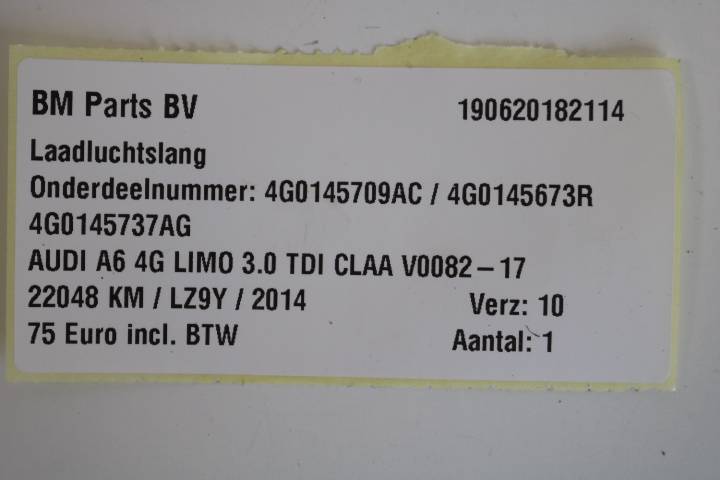 BM Parts BV 190620182114
Laadluchtslang
Onderdeelnummer: 4G0145709AC / 4G0145673R
4G0145737AG
AUDI A6 4G LIMO 3.0 TDI CLAA V0082-17
22048 KM / LZ9Y / 2014 Verz: 10
75 Euro incl. BTW Aantal: 1